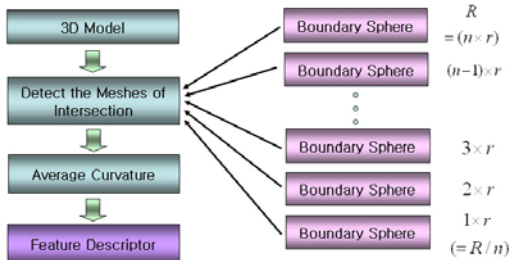 3D Model
Detect the Meshes of
Intersection
Average Curvature
Feature Descriptor
Boundary Sphere
R
= (n × r)
Boundary Sphere
(n−1)× r
Boundary Sphere
3 × r
Boundary Sphere
2 × r
Boundary Sphere
1 × r
(= R/n)